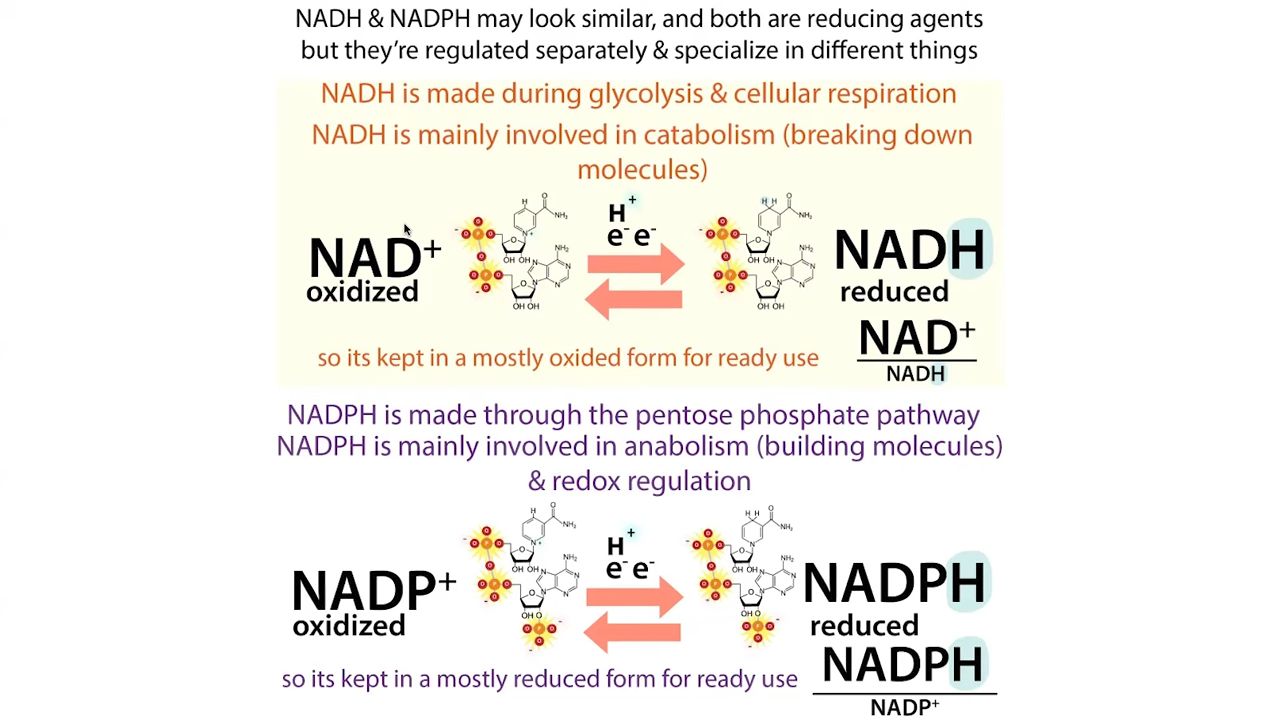 NADH & NADPH may look similar, and both are reducing agents
but they're regulated separately & specialize in different things
NADH is made during glycolysis & cellular respiration
NADH is mainly involved in catabolism (breaking down
molecules)
NAD+
oxidized
H+
e- e-
NADH
reduced
NAD+
NADH
so its kept in a mostly oxided form for ready use
NADPH is made through the pentose phosphate pathway
NADPH is mainly involved in anabolism (building molecules)
& redox regulation
NADP+
oxidized
H+
e- e-
NADPH
reduced
NADPH
NADP+
so its kept in a mostly reduced form for ready use